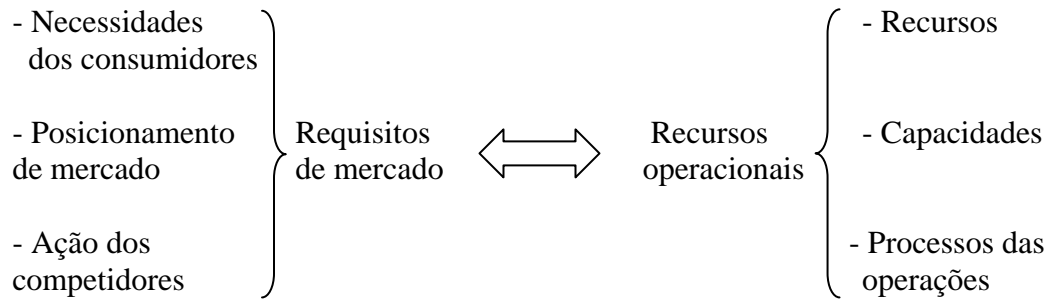 - Necessidades
dos consumidores
- Posicionamento
de mercado
- Ação dos
competidores
Requisitos
de mercado
Recursos
operacionais
- Recursos
- Capacidades
- Processos das
operações